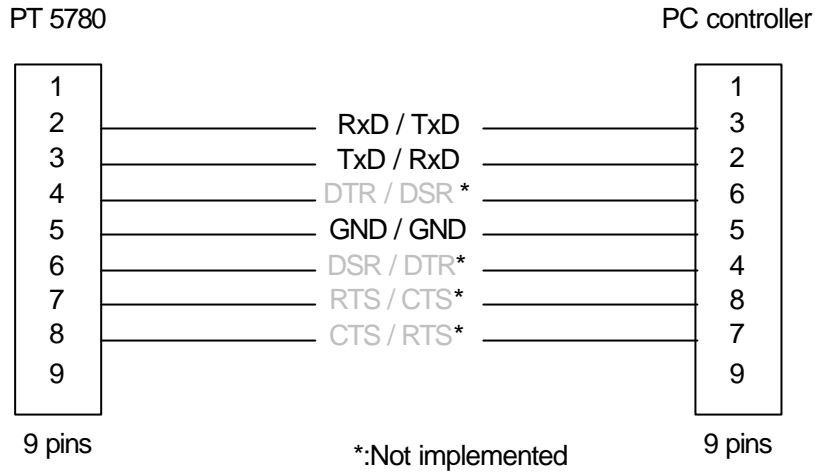 PT 5780 PC controller
1 1
2 RxD / TxD 3
3 TxD / RxD 2
4 DTR / DSR * 6
5 GND / GND 5
6 DSR / DTR* 4
7 RTS / CTS* 8
8 CTS / RTS* 7
9 9
9 pins *:Not implemented 9 pins